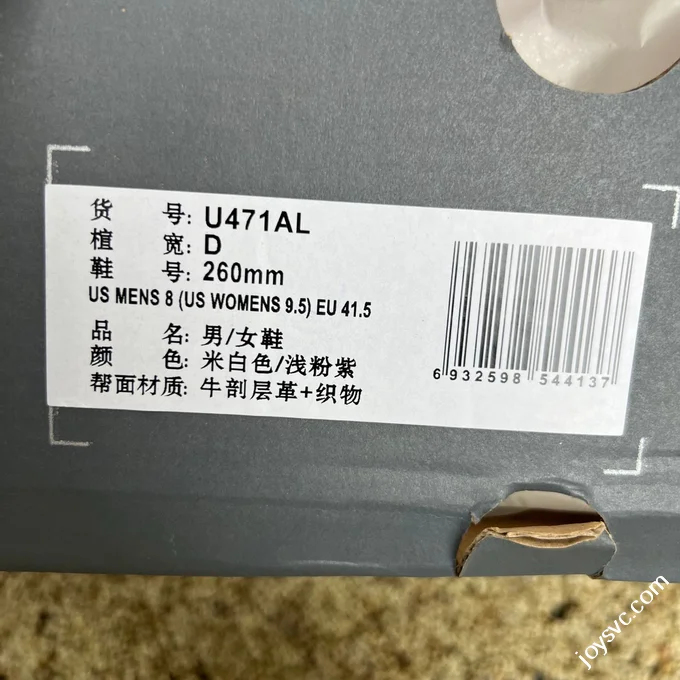 货 号: U471AL
楦 宽: D
鞋 号: 260mm
US MENS 8 (US WOMENS 9.5) EU 41.5
品 名: 男/女鞋
颜 色: 米白色/浅粉紫
帮面材质: 牛剖层革+织物
6 932598 544137
joysvc.com